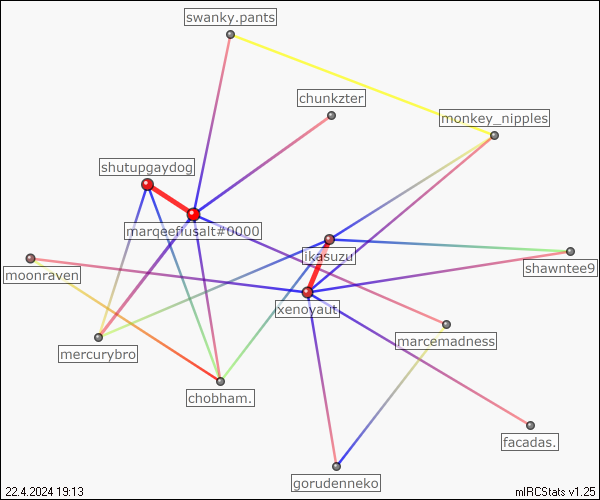 swanky.pants
chunkzter
monkey_nipples
shutupgaydog
marqeeffusalt#0000
ikasuzu
moonraven
shawntee9
xenoyaut
marcemadness
mercurybro
chobham.
facadas.
gorudenneko
22.4.2024 19:13
mIRCStats v1.25